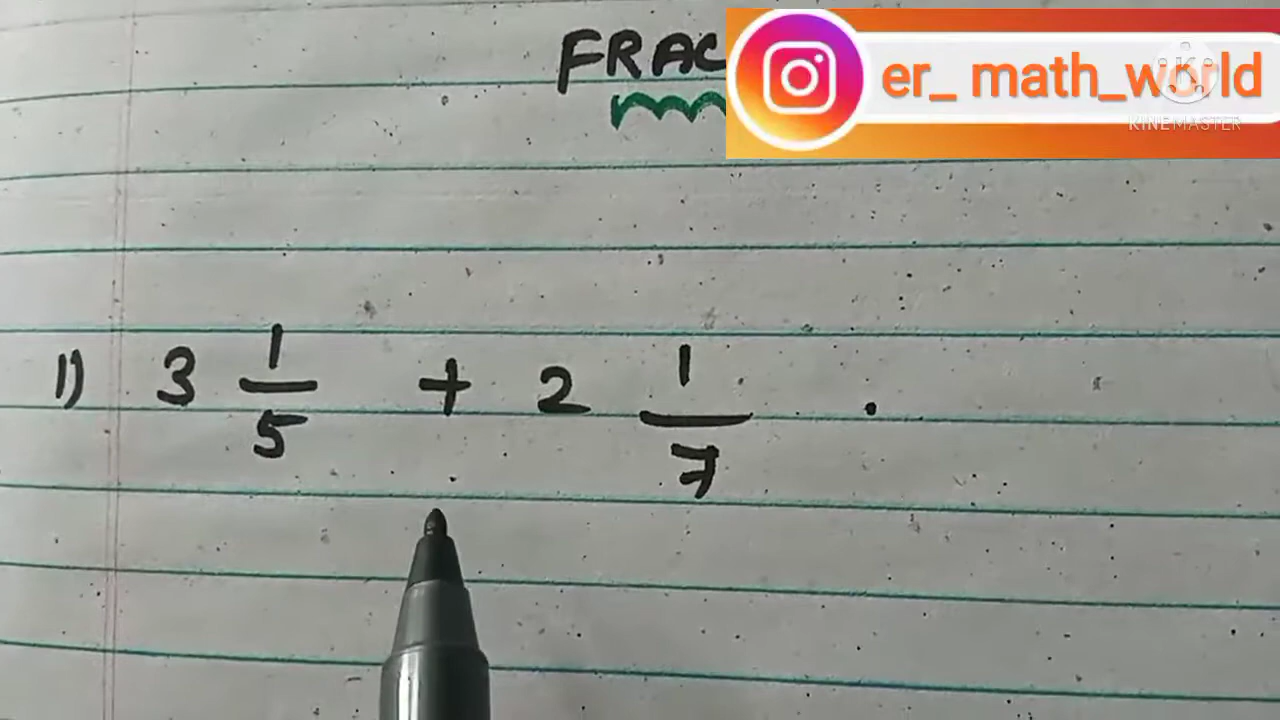 FRAC
er_ math_world
KINEMASTER
1) 3 1/5 + 2 1/7 .